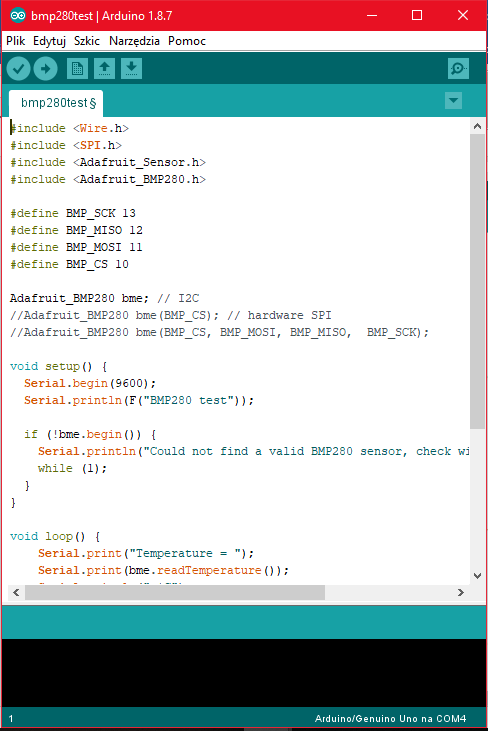 bmp280test | Arduino 1.8.7
Plik Edytuj Szkic Narzędzia Pomoc
bmp280test §
#include <Wire.h>
#include <SPI.h>
#include <Adafruit_Sensor.h>
#include <Adafruit_BMP280.h>
#define BMP_SCK 13
#define BMP_MISO 12
#define BMP_MOSI 11
#define BMP_CS 10
Adafruit_BMP280 bme; // I2C
//Adafruit_BMP280 bme(BMP_CS); // hardware SPI
//Adafruit_BMP280 bme(BMP_CS, BMP_MOSI, BMP_MISO,  BMP_SCK);
void setup() {
  Serial.begin(9600);
  Serial.println(F("BMP280 test"));
  if (!bme.begin()) {
    Serial.println("Could not find a valid BMP280 sensor, check wi
    while (1);
  }
}
void loop() {
    Serial.print("Temperature = ");
    Serial.print(bme.readTemperature());
1
Arduino/Genuino Uno na COM4